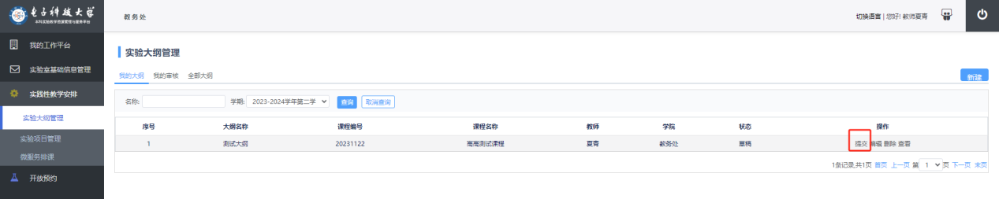 电子科技大学
本科实验教学资源管理与服务平台
教务处
切换语言 | 您好! 教师夏青
我的工作平台
实验室基础信息管理
实践性教学安排
实验大纲管理
实验项目管理
微服务排课
开放预约
实验大纲管理
我的大纲 我的审核 全部大纲
新建
名称: 学期: 2023-2024学年第二学 查询 取消查询
序号 大纲名称 课程编号 课程名称 教师 学院 状态 操作
1 测试大纲 20231122 高高测试课程 夏青 教务处 草稿 提交 编辑 删除 查看
1条记录,共1页 首页 上一页 第 1 页 下一页 末页